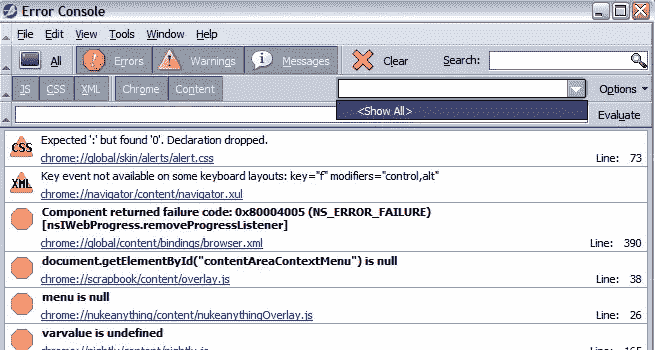 Error Console
File Edit View Tools Window Help
All Errors Warnings Messages Clear Search:
JS CSS XML Chrome Content Options
<Show All>
Evaluate
CSS Expected ':' but found '0'. Declaration dropped.
chrome://global/skin/alerts/alert.css Line: 73
XML Key event not available on some keyboard layouts: key="f" modifiers="control,alt"
chrome://navigator/content/navigator.xul
Component returned failure code: 0x80004005 (NS_ERROR_FAILURE)
[nsIWebProgress.removeProgressListener]
chrome://global/content/bindings/browser.xml Line: 390
document.getElementById("contentAreaContextMenu") is null
chrome://scrapbook/content/overlay.js Line: 38
menu is null
chrome://nukeanything/content/nukeanythingOverlay.js Line: 26
varvalue is undefined